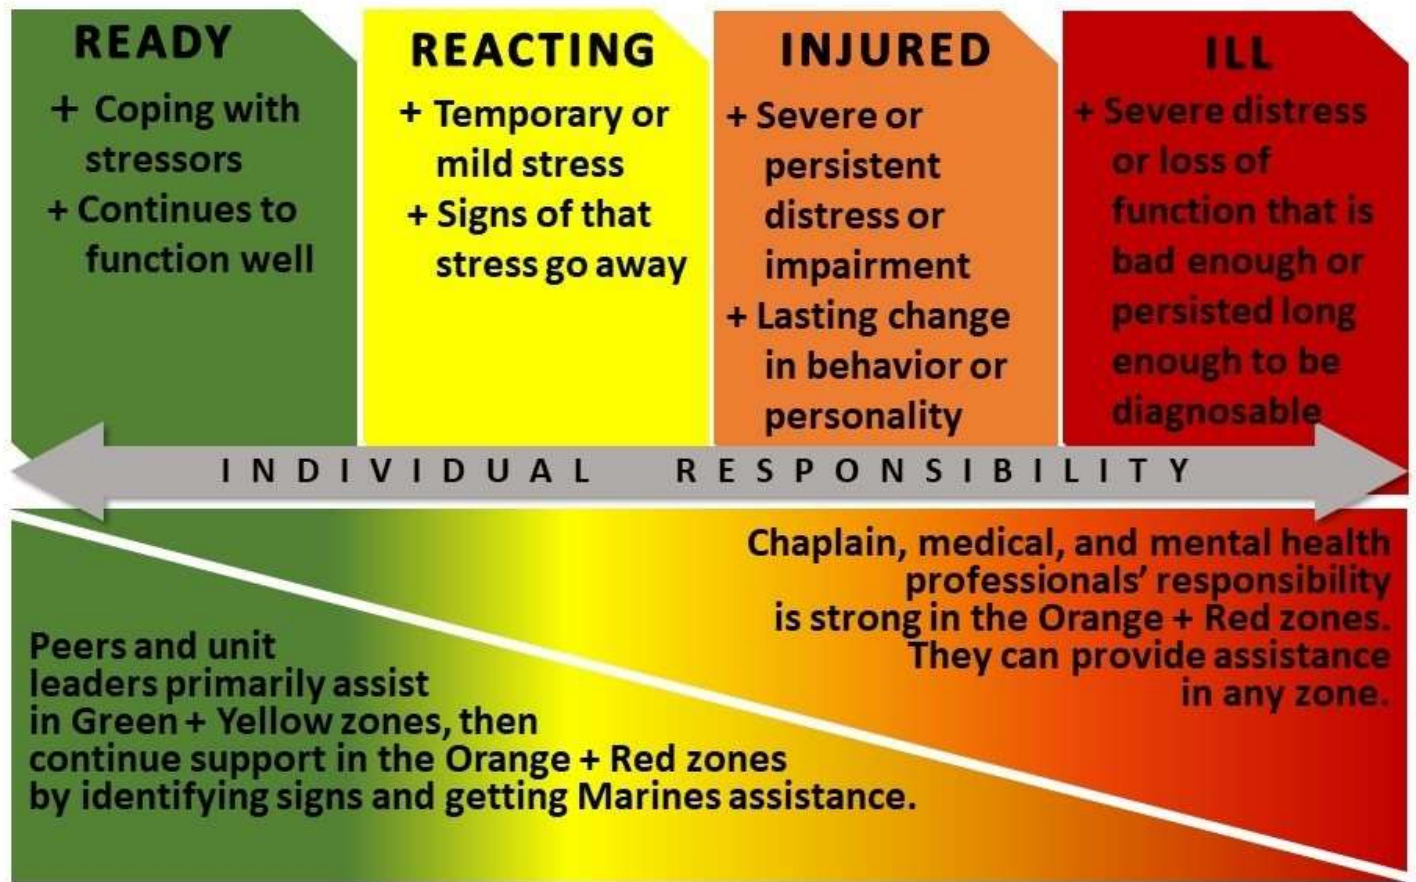 READY
+ Coping with
stressors
+ Continues to
function well
REACTING
+ Temporary or
mild stress
+ Signs of that
stress go away
INJURED
+ Severe or
persistent
distress or
impairment
+ Lasting change
in behavior or
personality
ILL
+ Severe distress
or loss of
function that is
bad enough or
persisted long
enough to be
diagnosable
INDIVIDUAL RESPONSIBILITY
Chaplain, medical, and mental health
professionals’ responsibility
is strong in the Orange + Red zones.
They can provide assistance
in any zone.
Peers and unit
leaders primarily assist
in Green + Yellow zones, then
continue support in the Orange + Red zones
by identifying signs and getting Marines assistance.